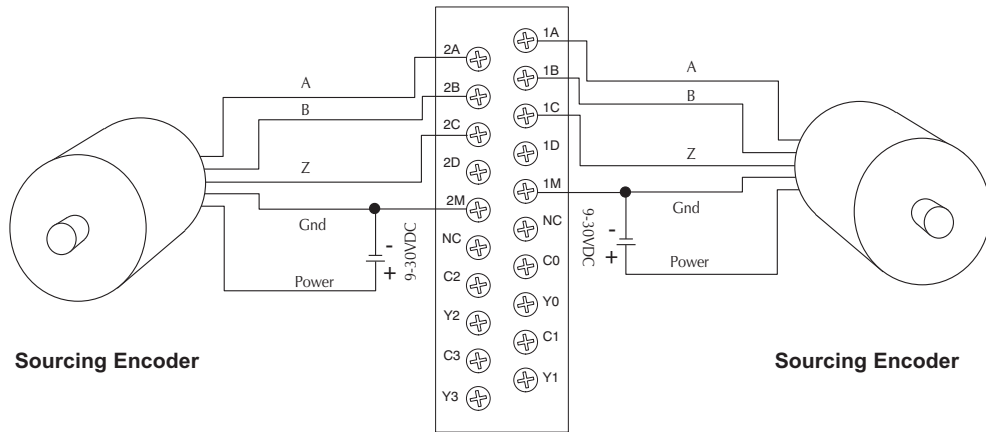 1A
2A
A
A
1B
2B
B
B
1C
2C
Z
Z
2D
1D
2M
1M
Gnd
Gnd
NC
NC
-
+
9-30VDC
-
+
9-30VDC
C2
C0
Power
Power
Y2
Y0
C3
C1
Y3
Y1
Sourcing Encoder
Sourcing Encoder